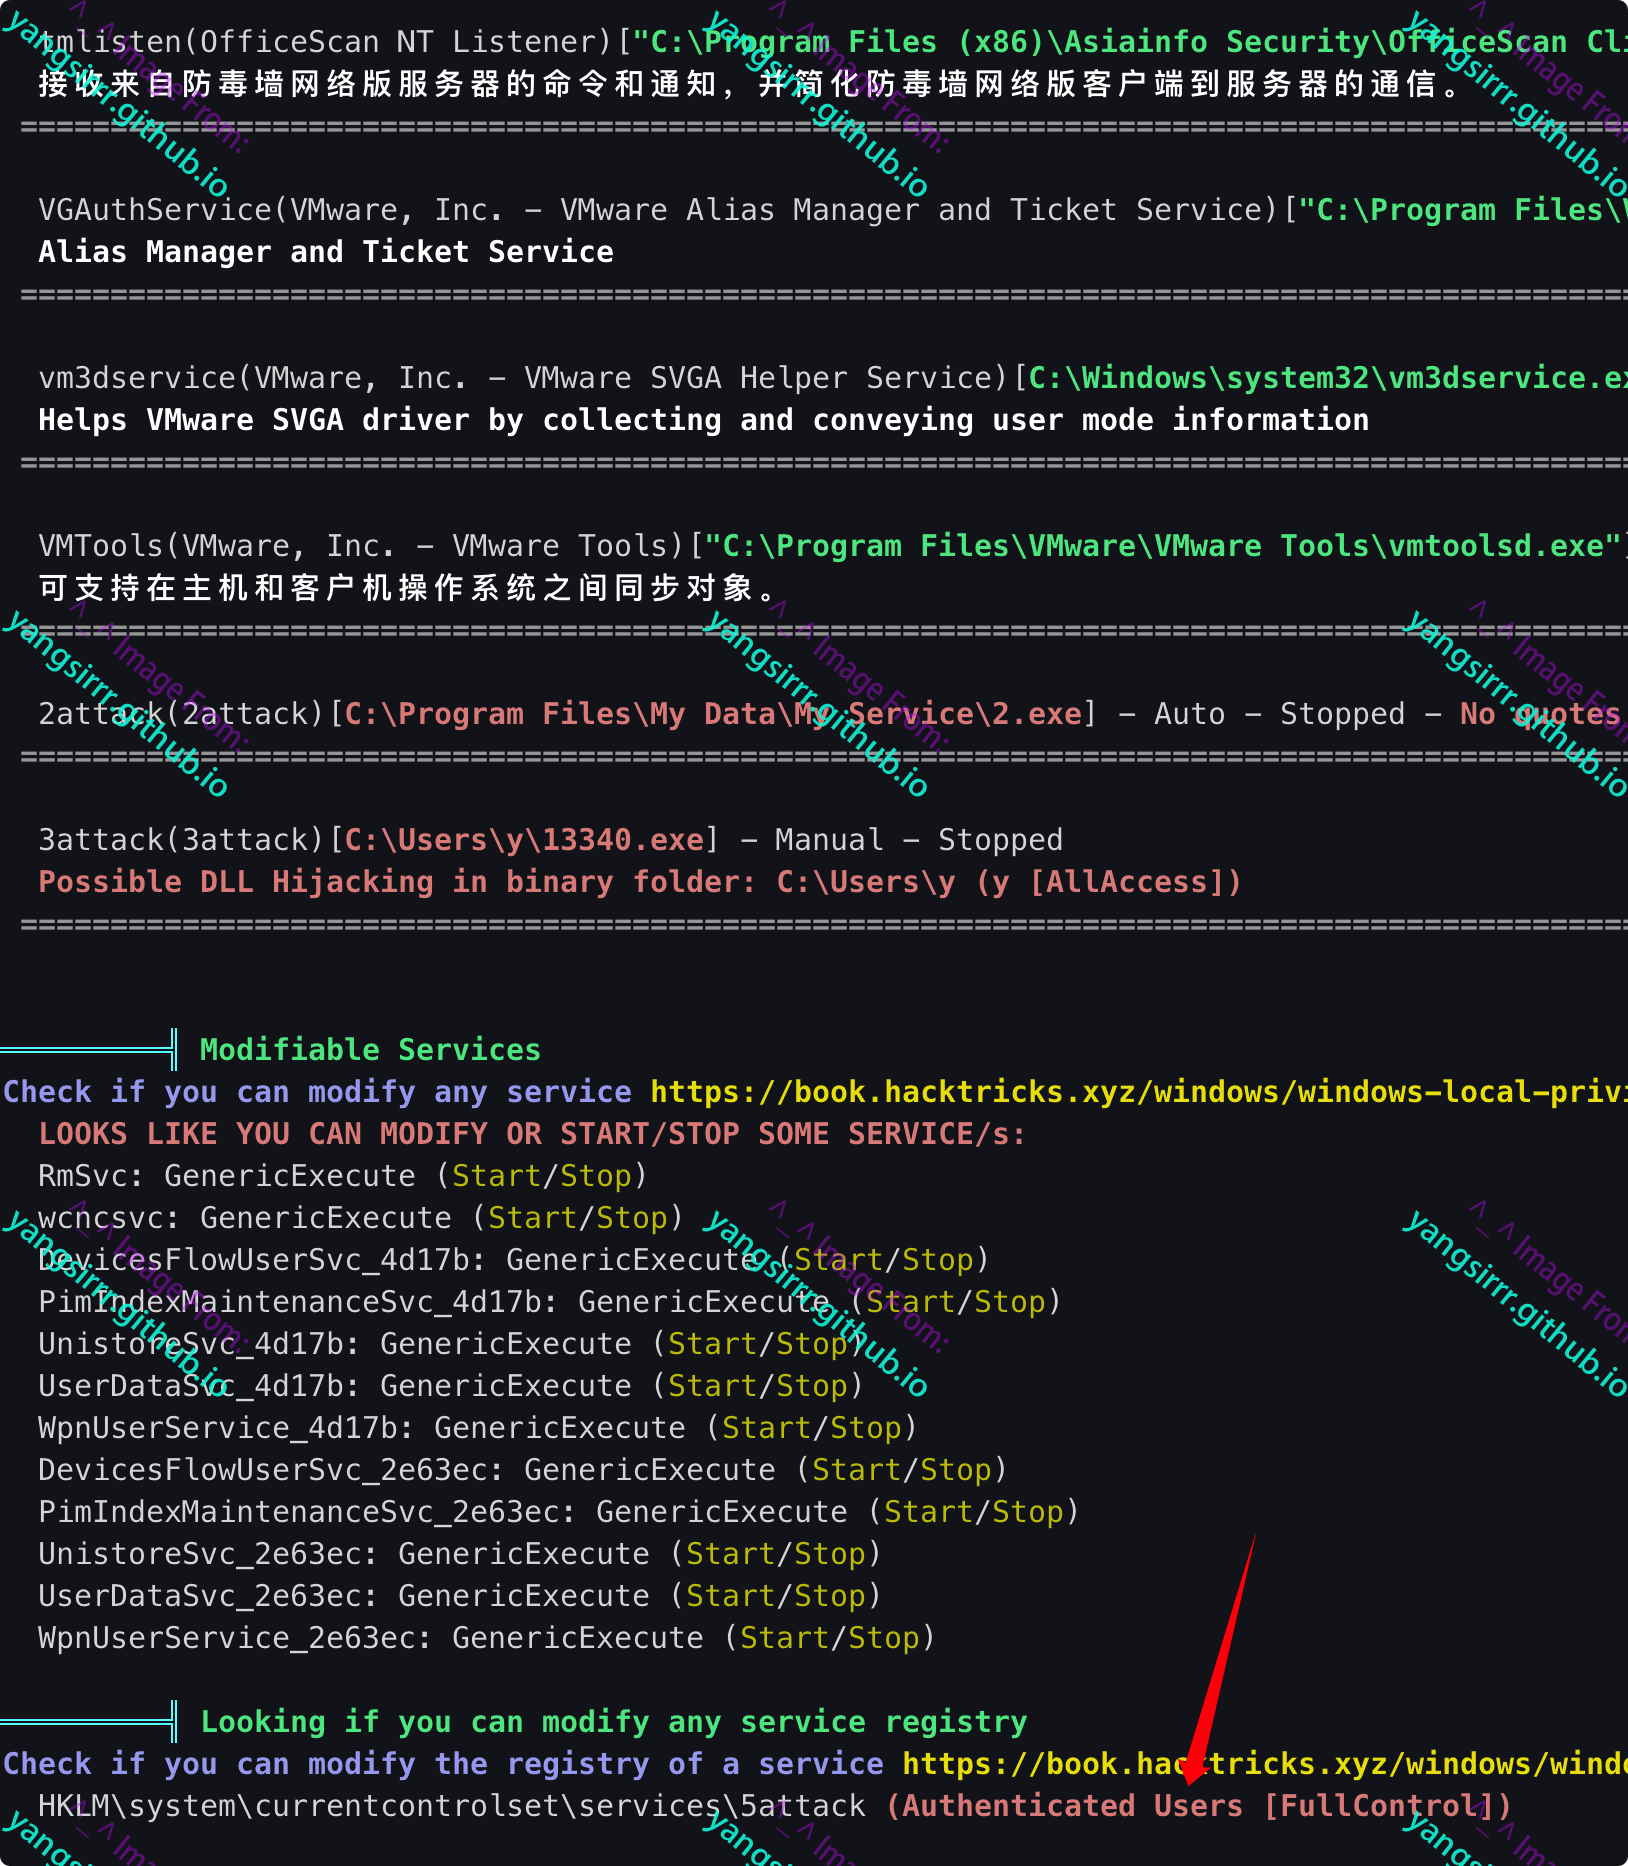 tmlisten(OfficeScan NT Listener)["C:\Program Files (x86)\Asiainfo Security\OfficeScan Cli
接收来自防毒墙网络版服务器的命令和通知，并简化防毒墙网络版客户端到服务器的通信。
=================================================================================
VGAuthService(VMware, Inc. - VMware Alias Manager and Ticket Service)["C:\Program Files\V
Alias Manager and Ticket Service
=================================================================================
vm3dservice(VMware, Inc. - VMware SVGA Helper Service)[C:\Windows\system32\vm3dservice.ex
Helps VMware SVGA driver by collecting and conveying user mode information
=================================================================================
VMTools(VMware, Inc. - VMware Tools)["C:\Program Files\VMware\VMware Tools\vmtoolsd.exe"]
可支持在主机和客户机操作系统之间同步对象。
=================================================================================
2attack(2attack)[C:\Program Files\My Data\My Service\2.exe] - Auto - Stopped - No quotes
=================================================================================
3attack(3attack)[C:\Users\y\13340.exe] - Manual - Stopped
Possible DLL Hijacking in binary folder: C:\Users\y (y [AllAccess])
=================================================================================
Modifiable Services
Check if you can modify any service https://book.hacktricks.xyz/windows/windows-local-privi
LOOKS LIKE YOU CAN MODIFY OR START/STOP SOME SERVICE/s:
RmSvc: GenericExecute (Start/Stop)
wcncsvc: GenericExecute (Start/Stop)
DevicesFlowUserSvc_4d17b: GenericExecute (Start/Stop)
PimIndexMaintenanceSvc_4d17b: GenericExecute (Start/Stop)
UnistoreSvc_4d17b: GenericExecute (Start/Stop)
UserDataSvc_4d17b: GenericExecute (Start/Stop)
WpnUserService_4d17b: GenericExecute (Start/Stop)
DevicesFlowUserSvc_2e63ec: GenericExecute (Start/Stop)
PimIndexMaintenanceSvc_2e63ec: GenericExecute (Start/Stop)
UnistoreSvc_2e63ec: GenericExecute (Start/Stop)
UserDataSvc_2e63ec: GenericExecute (Start/Stop)
WpnUserService_2e63ec: GenericExecute (Start/Stop)
Looking if you can modify any service registry
Check if you can modify the registry of a service https://book.hacktricks.xyz/windows/windo
HKLM\system\currentcontrolset\services\5attack (Authenticated Users [FullControl])
^_^ Image From:
yangsirrr.github.io